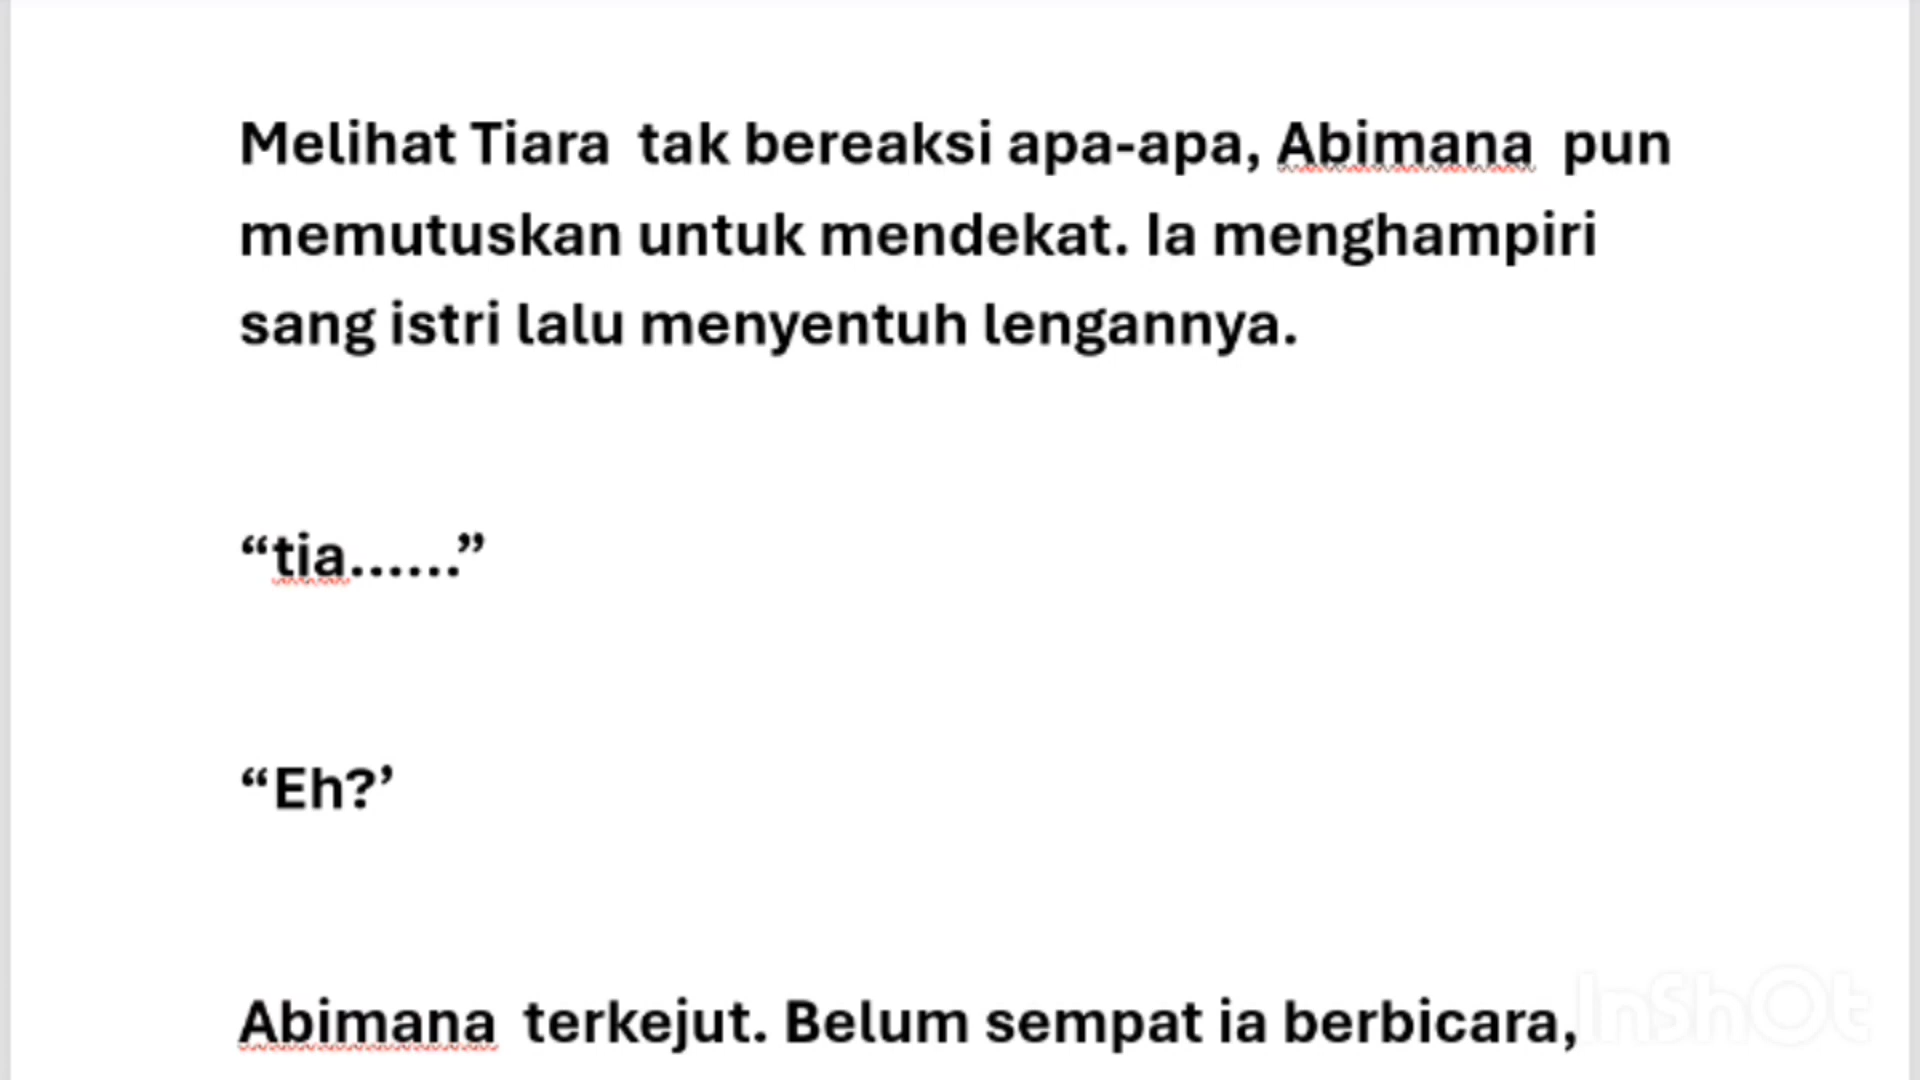 Melihat Tiara  tak bereaksi apa-apa, Abimana  pun
memutuskan untuk mendekat. Ia menghampiri
sang istri lalu menyentuh lengannya.
“tia......”
“Eh?’
Abimana  terkejut. Belum sempat ia berbicara,
InShOt